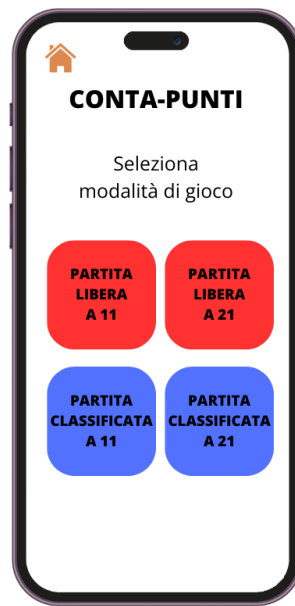 CONTA-PUNTI
Seleziona
modalità di gioco
PARTITA
LIBERA
A 11
PARTITA
LIBERA
A 21
PARTITA
CLASSIFICATA
A 11
PARTITA
CLASSIFICATA
A 21